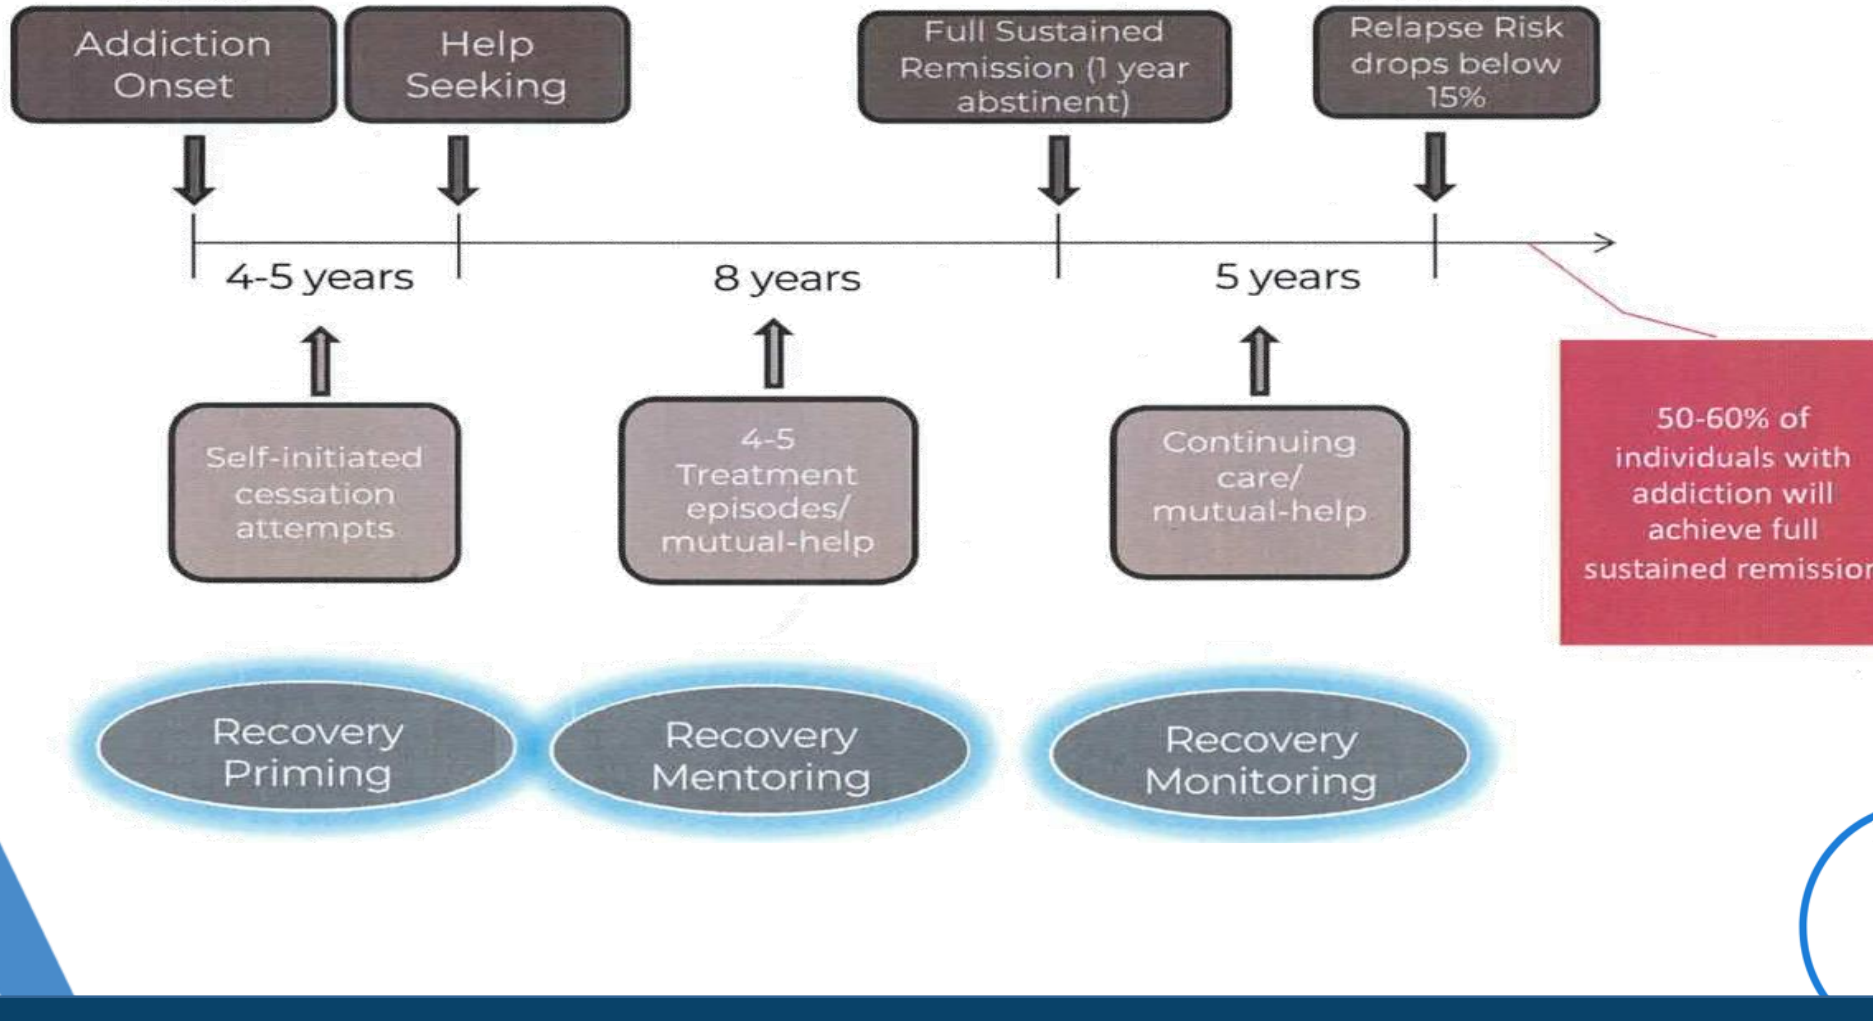 Addiction
Onset
Help
Seeking
Full Sustained
Remission (1 year
abstinent)
Relapse Risk
drops below
15%
4-5 years
8 years
5 years
Self-initiated
cessation
attempts
4-5
Treatment
episodes/
mutual-help
Continuing
care/
mutual-help
50-60% of
individuals with
addiction will
achieve full
sustained remission
Recovery
Priming
Recovery
Mentoring
Recovery
Monitoring